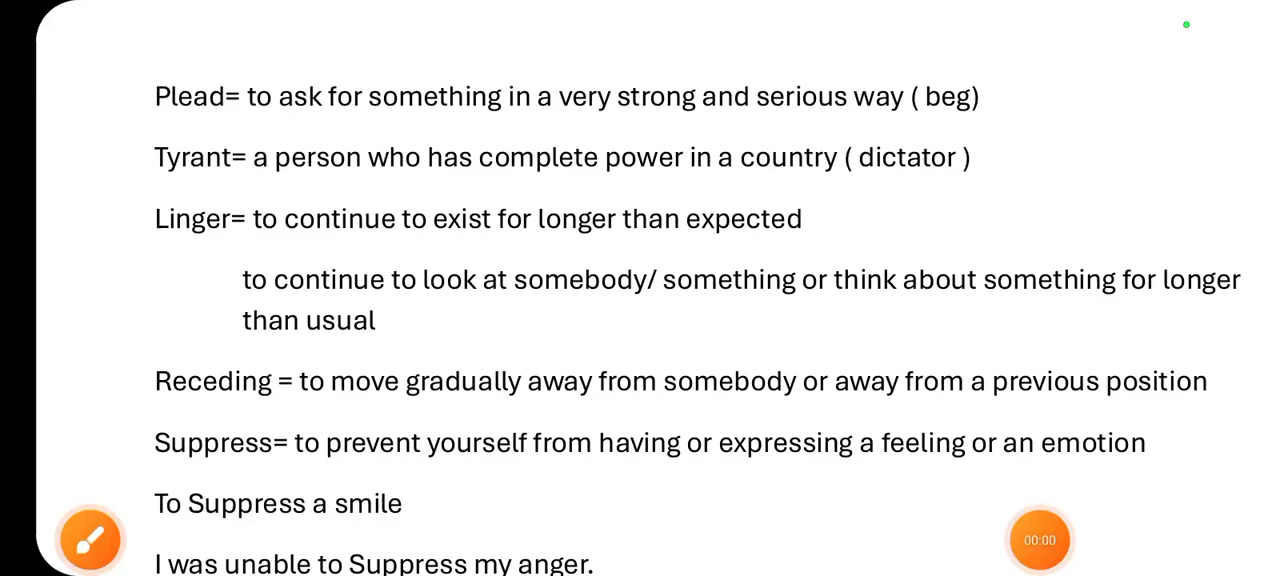 Plead= to ask for something in a very strong and serious way ( beg)
Tyrant= a person who has complete power in a country ( dictator )
Linger= to continue to exist for longer than expected
to continue to look at somebody/ something or think about something for longer
than usual
Receding = to move gradually away from somebody or away from a previous position
Suppress= to prevent yourself from having or expressing a feeling or an emotion
To Suppress a smile
00:00
I was unable to Suppress my anger.